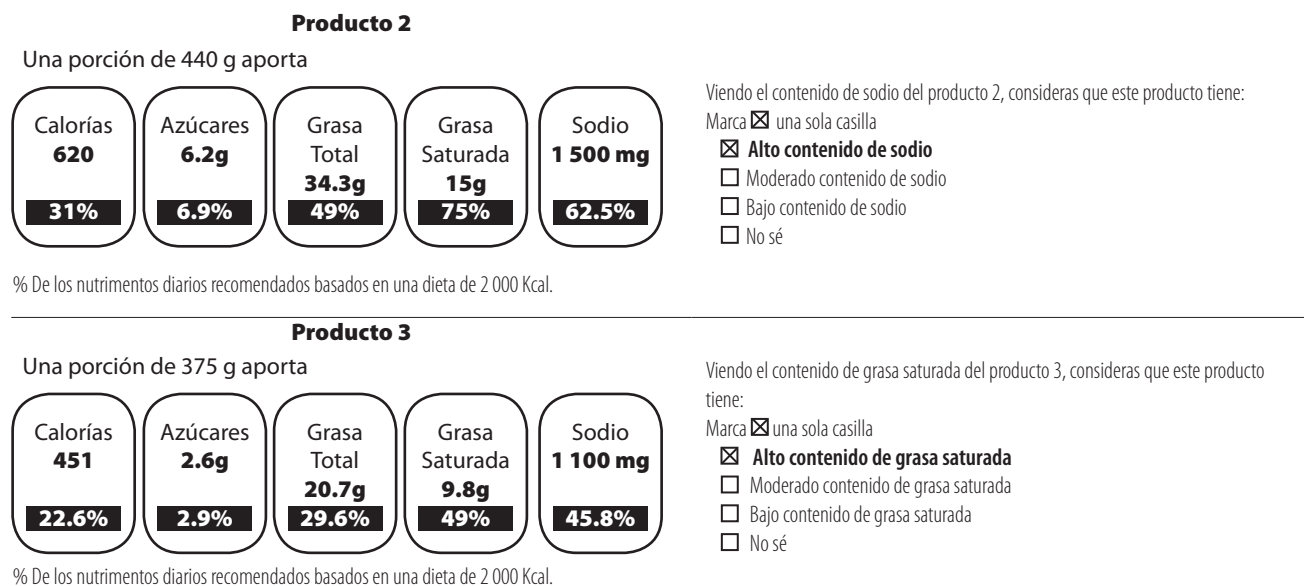 Producto 2
Una porción de 440 g aporta
Calorías
620
31%
Azúcares
6.2g
6.9%
Grasa
Total
34.3g
49%
Grasa
Saturada
15g
75%
Sodio
1 500 mg
62.5%
% De los nutrimentos diarios recomendados basados en una dieta de 2 000 Kcal.
Viendo el contenido de sodio del producto 2, consideras que este producto tiene:
Marca ☒ una sola casilla
☒ Alto contenido de sodio
☐ Moderado contenido de sodio
☐ Bajo contenido de sodio
☐ No sé
Producto 3
Una porción de 375 g aporta
Calorías
451
22.6%
Azúcares
2.6g
2.9%
Grasa
Total
20.7g
29.6%
Grasa
Saturada
9.8g
49%
Sodio
1 100 mg
45.8%
% De los nutrimentos diarios recomendados basados en una dieta de 2 000 Kcal.
Viendo el contenido de grasa saturada del producto 3, consideras que este producto
tiene:
Marca ☒ una sola casilla
☒ Alto contenido de grasa saturada
☐ Moderado contenido de grasa saturada
☐ Bajo contenido de grasa saturada
☐ No sé